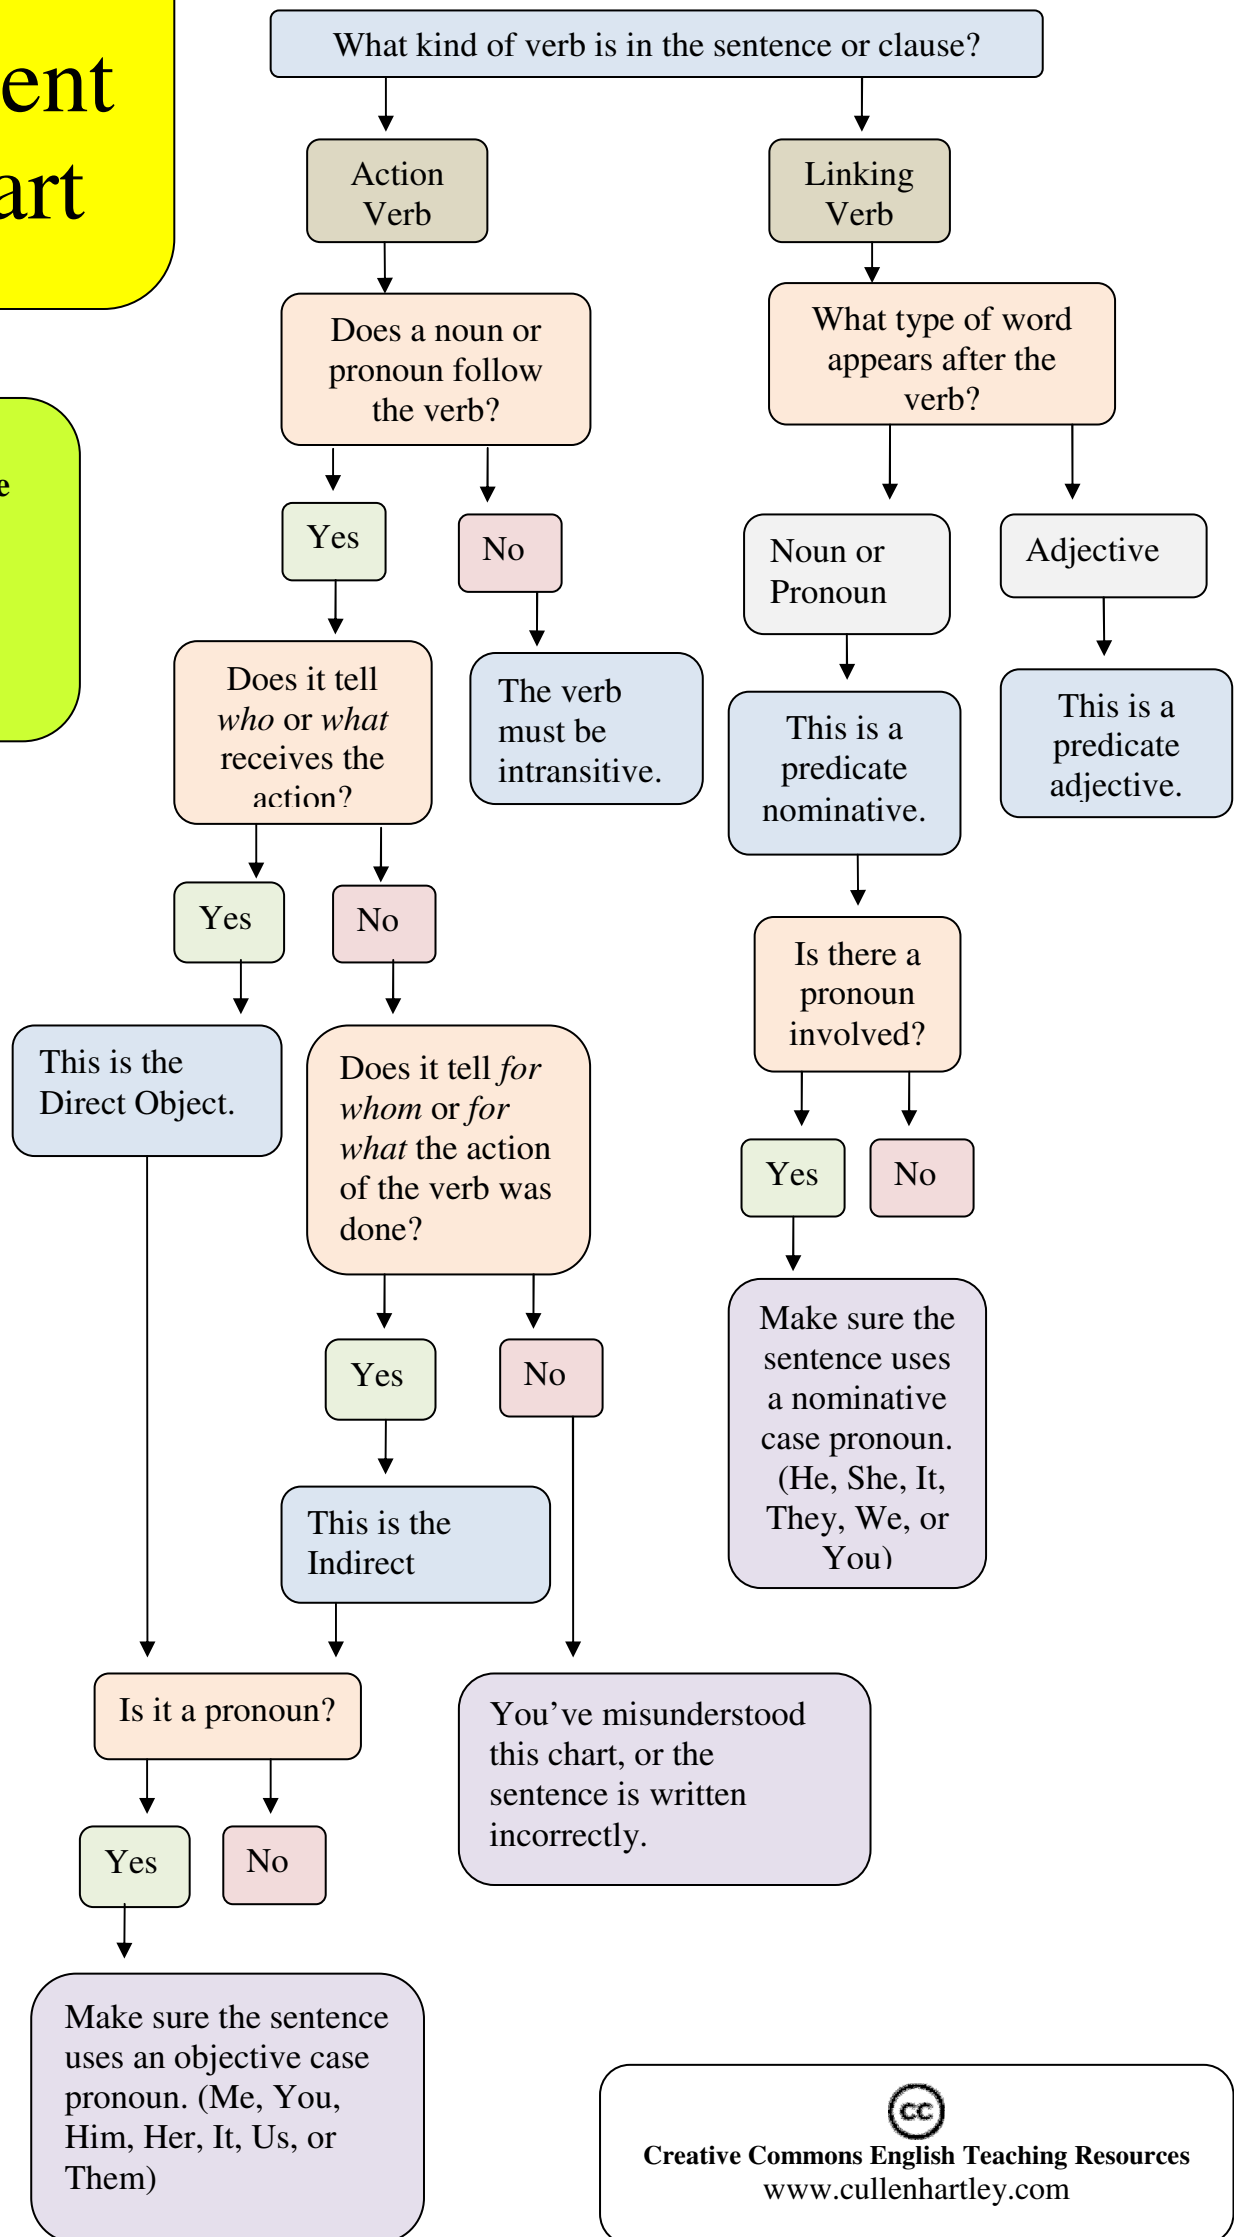 ent
art
e
What kind of verb is in the sentence or clause?
Action
Verb
Linking
Verb
Does a noun or
pronoun follow
the verb?
What type of word
appears after the
verb?
Yes
No
Noun or
Pronoun
Adjective
Does it tell
who or what
receives the
action?
The verb
must be
intransitive.
This is a
predicate
nominative.
This is a
predicate
adjective.
Yes
No
Is there a
pronoun
involved?
This is the
Direct Object.
Does it tell for
whom or for
what the action
of the verb was
done?
Yes
No
Yes
No
Make sure the
sentence uses
a nominative
case pronoun.
(He, She, It,
They, We, or
You)
This is the
Indirect
Is it a pronoun?
You’ve misunderstood
this chart, or the
sentence is written
incorrectly.
Yes
No
Make sure the sentence
uses an objective case
pronoun. (Me, You,
Him, Her, It, Us, or
Them)
cc
Creative Commons English Teaching Resources
www.cullenhartley.com